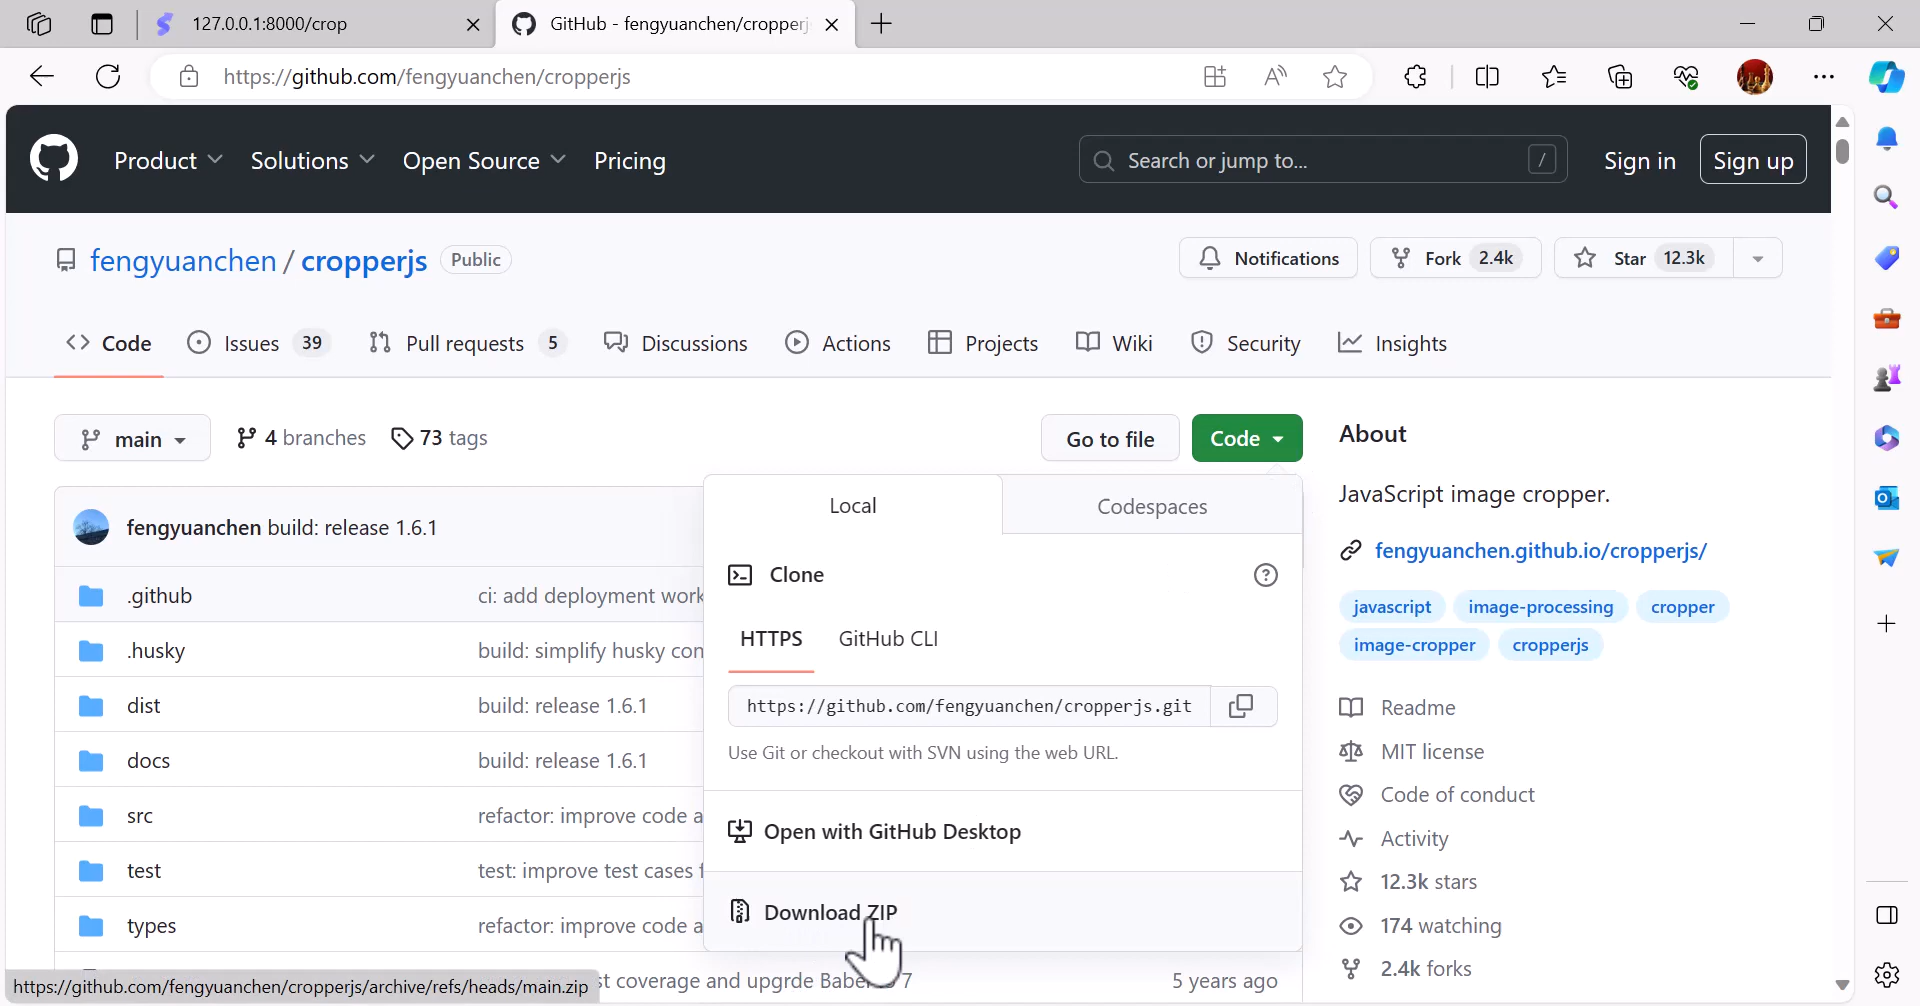 127.0.0.1:8000/crop
GitHub - fengyuanchen/cropperj
https://github.com/fengyuanchen/cropperjs
Product
Solutions
Open Source
Pricing
Search or jump to...
/
Sign in
Sign up
fengyuanchen / cropperjs
Public
Notifications
Fork 2.4k
Star 12.3k
Code
Issues 39
Pull requests 5
Discussions
Actions
Projects
Wiki
Security
Insights
main
4 branches
73 tags
Go to file
Code
fengyuanchen build: release 1.6.1
.github
ci: add deployment work
.husky
build: simplify husky con
dist
build: release 1.6.1
docs
build: release 1.6.1
src
refactor: improve code a
test
test: improve test cases f
types
refactor: improve code a
st coverage and upgrde Babe 7
5 years ago
Local
Codespaces
Clone
HTTPS
GitHub CLI
https://github.com/fengyuanchen/cropperjs.git
Use Git or checkout with SVN using the web URL.
Open with GitHub Desktop
Download ZIP
About
JavaScript image cropper.
fengyuanchen.github.io/cropperjs/
javascript
image-processing
cropper
image-cropper
cropperjs
Readme
MIT license
Code of conduct
Activity
12.3k stars
174 watching
2.4k forks
https://github.com/fengyuanchen/cropperjs/archive/refs/heads/main.zip